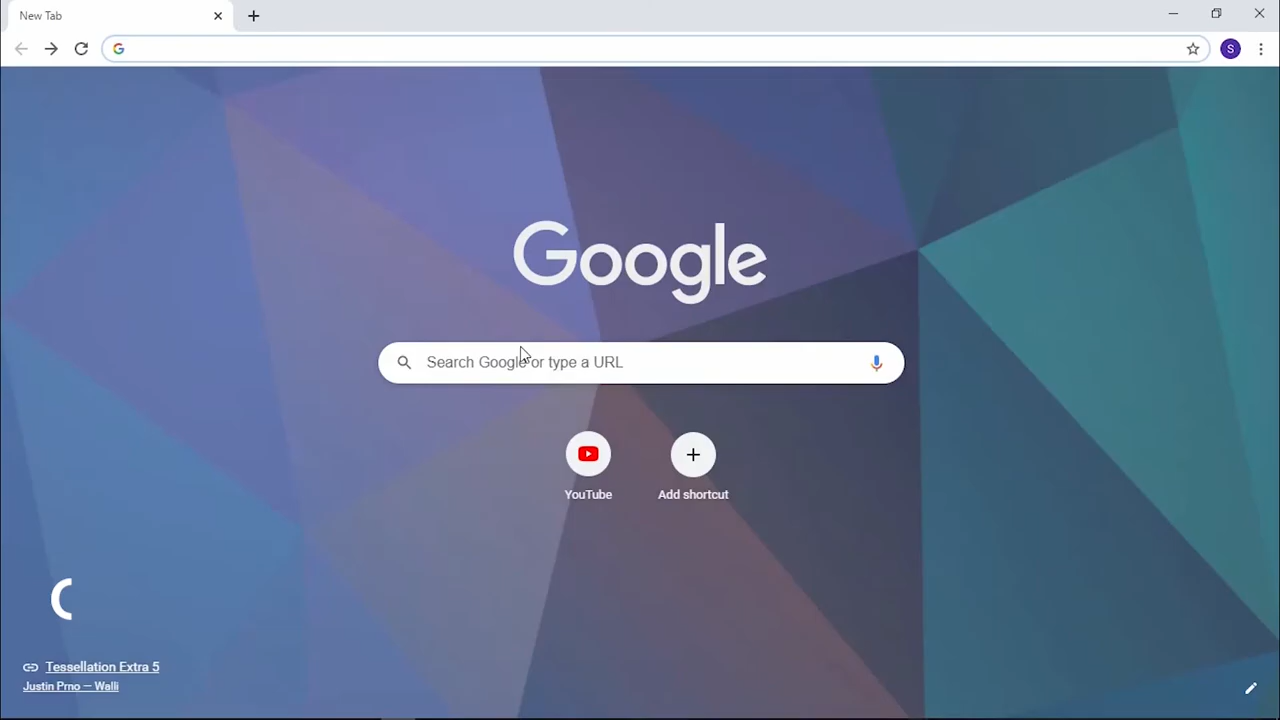 New Tab
S
Google
Search Google or type a URL
YouTube
Add shortcut
Tessellation Extra 5
Justin Prno — Walli